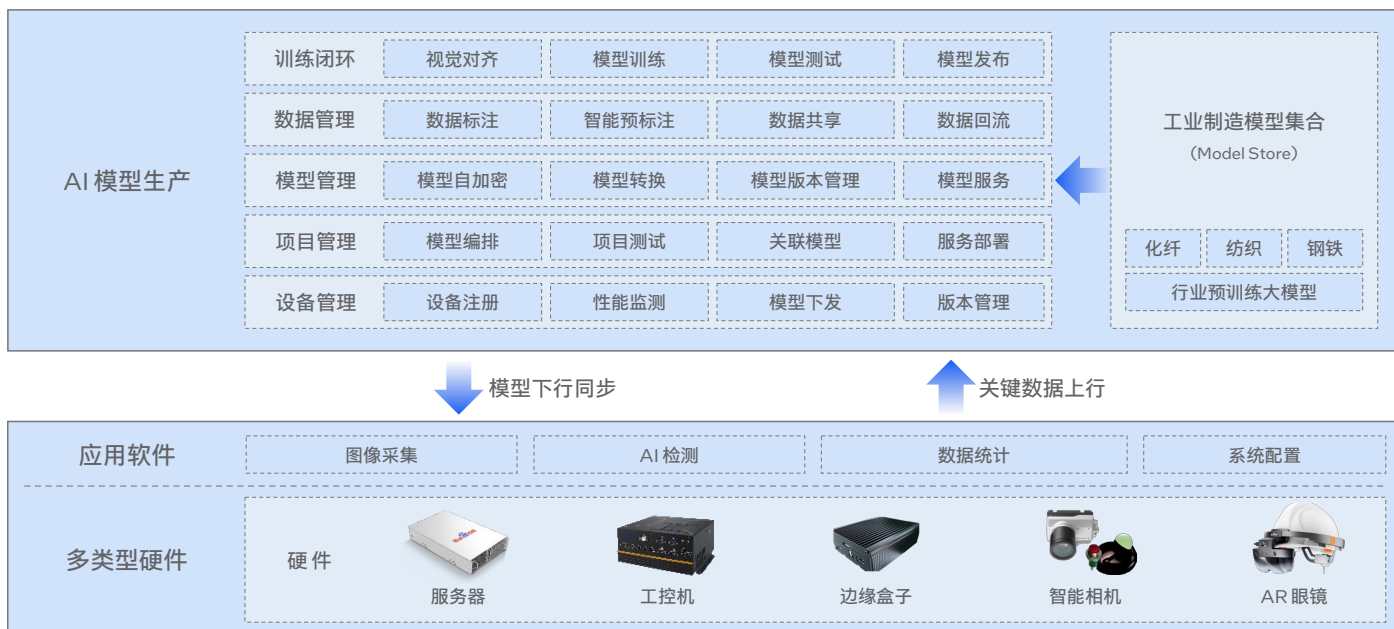 训练闭环 视觉对齐 模型训练 模型测试 模型发布
数据管理 数据标注 智能预标注 数据共享 数据回流
AI 模型生产
模型管理 模型自加密 模型转换 模型版本管理 模型服务
项目管理 模型编排 项目测试 关联模型 服务部署
设备管理 设备注册 性能监测 模型下发 版本管理
工业制造模型集合
(Model Store)
化纤 纺织 钢铁
行业预训练大模型
模型下行同步 关键数据上行
应用软件 图像采集 AI 检测 数据统计 系统配置
多类型硬件 硬件
服务器 工控机 边缘盒子 智能相机 AR 眼镜